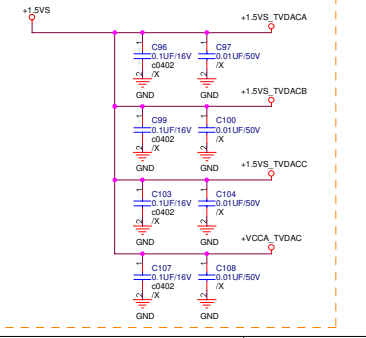 +1.5VS
+1.5VS_TVDACA
1
C96
0.1UF/16V
c0402
/X
2
GND
1
C97
0.01UF/50V
/X
2
GND
+1.5VS_TVDACB
1
C99
0.1UF/16V
c0402
/X
2
GND
1
C100
0.01UF/50V
/X
2
GND
+1.5VS_TVDACC
1
C103
0.1UF/16V
c0402
/X
2
GND
1
C104
0.01UF/50V
/X
2
GND
+VCCA_TVDAC
1
C107
0.1UF/16V
c0402
/X
2
GND
1
C108
0.01UF/50V
/X
2
GND